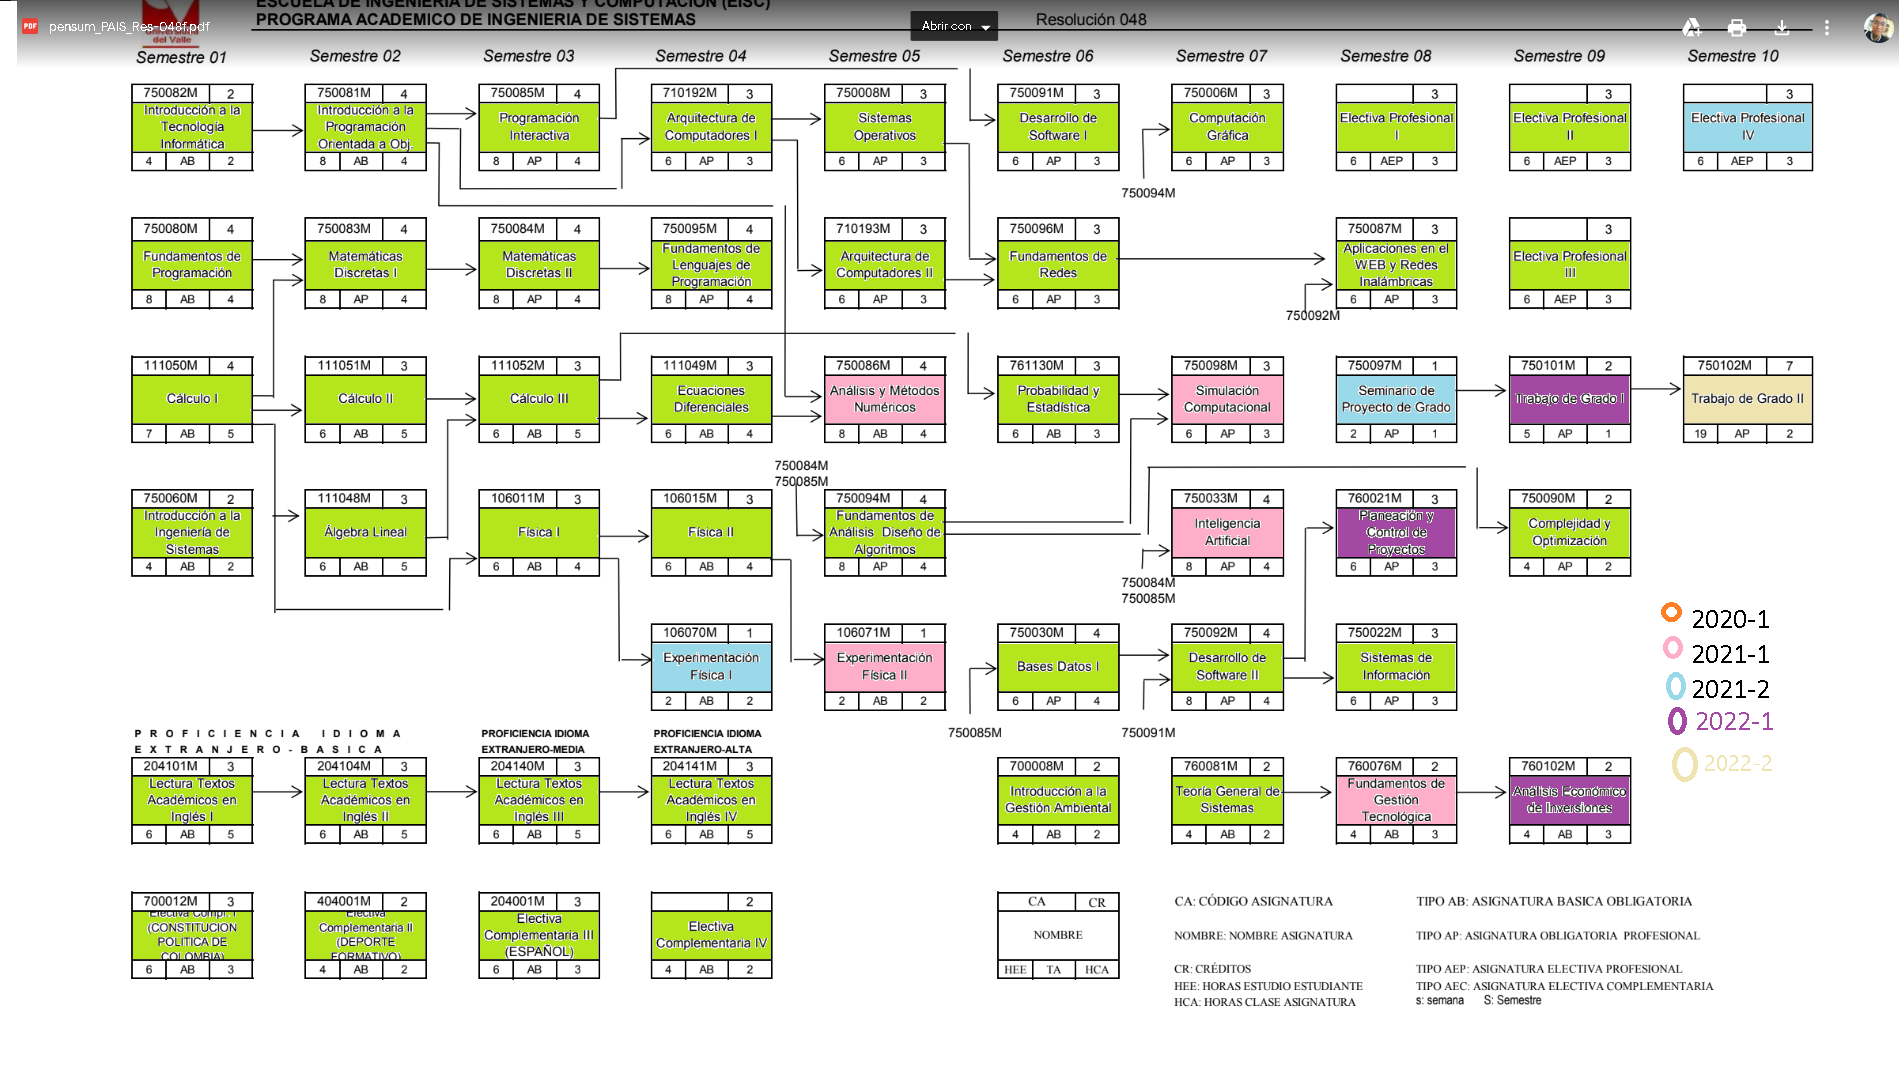 ESCUELA DE INGENIERIA DE SISTEMAS Y COMPUTACION (EISC)
PROGRAMA ACADEMICO DE INGENIERIA DE SISTEMAS
Resolución 048
pensum_PAIS_Res-048f.pdf
Abrir con
del Valle
Semestre 01 Semestre 02 Semestre 03 Semestre 04 Semestre 05 Semestre 06 Semestre 07 Semestre 08 Semestre 09 Semestre 10
750082M 2
Introducción a la
Tecnología
Informática
4 AB 2
750081M 4
Introducción a la
Programación
Orientada a Obj.
8 AB 4
750085M 4
Programación
Interactiva
8 AP 4
710192M 3
Arquitectura de
Computadores I
6 AP 3
750008M 3
Sistemas
Operativos
6 AP 3
750091M 3
Desarrollo de
Software I
6 AP 3
750006M 3
Computación
Gráfica
6 AP 3
750094M
3
Electiva Profesional
I
6 AEP 3
3
Electiva Profesional
II
6 AEP 3
3
Electiva Profesional
IV
6 AEP 3
750080M 4
Fundamentos de
Programación
8 AB 4
750083M 4
Matemáticas
Discretas I
8 AP 4
750084M 4
Matemáticas
Discretas II
8 AP 4
750095M 4
Fundamentos de
Lenguajes de
Programación
8 AP 4
710193M 3
Arquitectura de
Computadores II
6 AP 3
750096M 3
Fundamentos de
Redes
6 AP 3
750087M 3
Aplicaciones en el
WEB y Redes
Inalámbricas
6 AP 3
750092M
3
Electiva Profesional
III
6 AEP 3
111050M 4
Cálculo I
7 AB 5
111051M 3
Cálculo II
6 AB 5
111052M 3
Cálculo III
6 AB 5
111049M 3
Ecuaciones
Diferenciales
6 AB 4
750086M 4
Análisis y Métodos
Numéricos
8 AB 4
761130M 3
Probabilidad y
Estadística
6 AB 3
750098M 3
Simulación
Computacional
6 AP 3
750097M 1
Seminario de
Proyecto de Grado
2 AP 1
750101M 2
Trabajo de Grado I
5 AP 1
750102M 7
Trabajo de Grado II
19 AP 2
750060M 2
Introducción a la
Ingeniería de
Sistemas
4 AB 2
111048M 3
Álgebra Lineal
6 AB 5
106011M 3
Física I
6 AB 4
106015M 3
Física II
6 AB 4
750084M
750085M
750094M 4
Fundamentos de
Análisis Diseño de
Algoritmos
8 AP 4
750033M 4
Inteligencia
Artificial
8 AP 4
750084M
750085M
760021M 3
Planeación y
Control de
Proyectos
6 AP 3
750090M 2
Complejidad y
Optimización
4 AP 2
106070M 1
Experimentación
Física I
2 AB 2
106071M 1
Experimentación
Física II
2 AB 2
750030M 4
Bases Datos I
6 AP 4
750085M
750092M 4
Desarrollo de
Software II
8 AP 4
750091M
750022M 3
Sistemas de
Información
6 AP 3
2020-1
2021-1
2021-2
2022-1
2022-2
PROFICIENCIA IDIOMA
EXTRANJERO-BASICA
PROFICIENCIA IDIOMA
EXTRANJERO-MEDIA
PROFICIENCIA IDIOMA
EXTRANJERO-ALTA
204101M 3
Lectura Textos
Académicos en
Inglés I
6 AB 5
204104M 3
Lectura Textos
Académicos en
Inglés II
6 AB 5
204140M 3
Lectura Textos
Académicos en
Inglés III
6 AB 5
204141M 3
Lectura Textos
Académicos en
Inglés IV
6 AB 5
700008M 2
Introducción a la
Gestión Ambiental
4 AB 2
760081M 2
Teoría General de
Sistemas
4 AB 2
760076M 2
Fundamentos de
Gestión
Tecnológica
4 AB 3
760102M 2
Análisis Económico
de Inversiones
4 AB 3
700012M 3
Electiva Compl. I
(CONSTITUCION
POLITICA DE
COLOMBIA)
6 AB 3
404001M 2
Electiva
Complementaria II
(DEPORTE
FORMATIVO)
4 AB 2
204001M 3
Electiva
Complementaria III
(ESPAÑOL)
6 AB 3
2
Electiva
Complementaria IV
4 AB 2
CA CR
NOMBRE
HEE TA HCA
CA: CÓDIGO ASIGNATURA
NOMBRE: NOMBRE ASIGNATURA
CR: CRÉDITOS
HEE: HORAS ESTUDIO ESTUDIANTE
HCA: HORAS CLASE ASIGNATURA
TIPO AB: ASIGNATURA BASICA OBLIGATORIA
TIPO AP: ASIGNATURA OBLIGATORIA PROFESIONAL
TIPO AEP: ASIGNATURA ELECTIVA PROFESIONAL
TIPO AEC: ASIGNATURA ELECTIVA COMPLEMENTARIA
s: semana S: Semestre